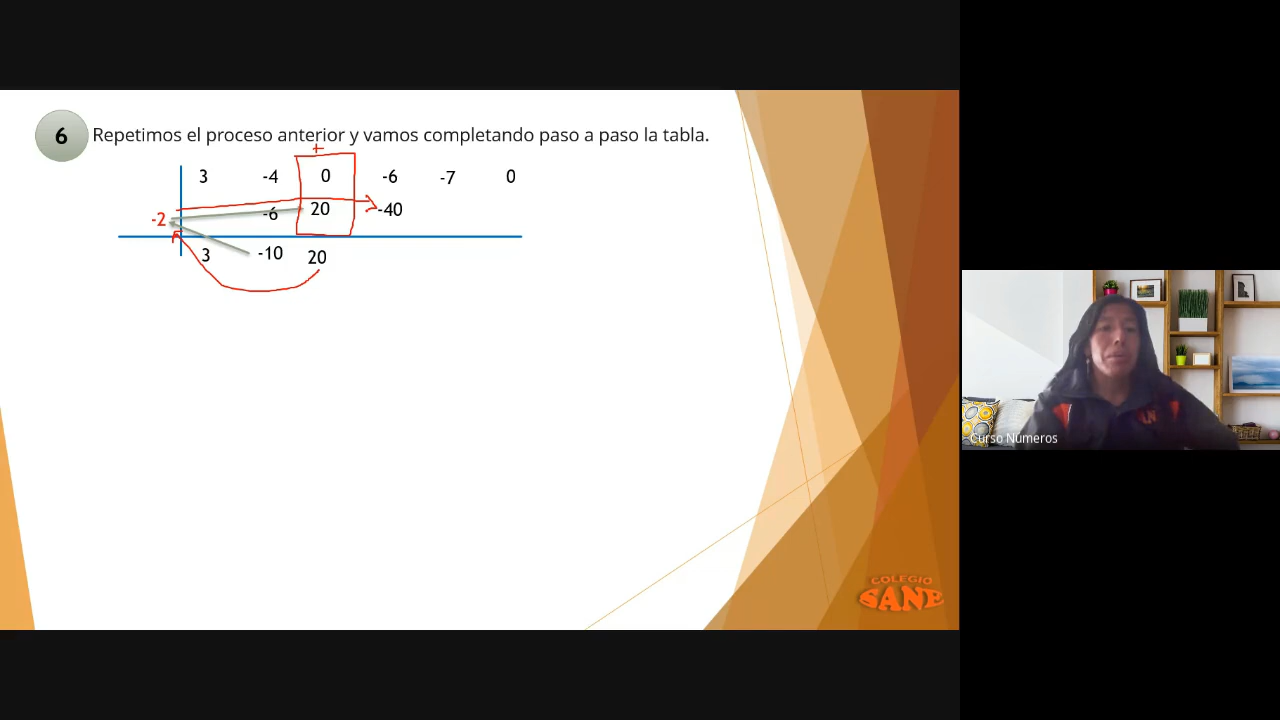 6 Repetimos el proceso anterior y vamos completando paso a paso la tabla.
+
3 -4 0 -6 -7 0
-2 -6 20 -40
3 -10 20
Curso Números
COLEGIO
SANE